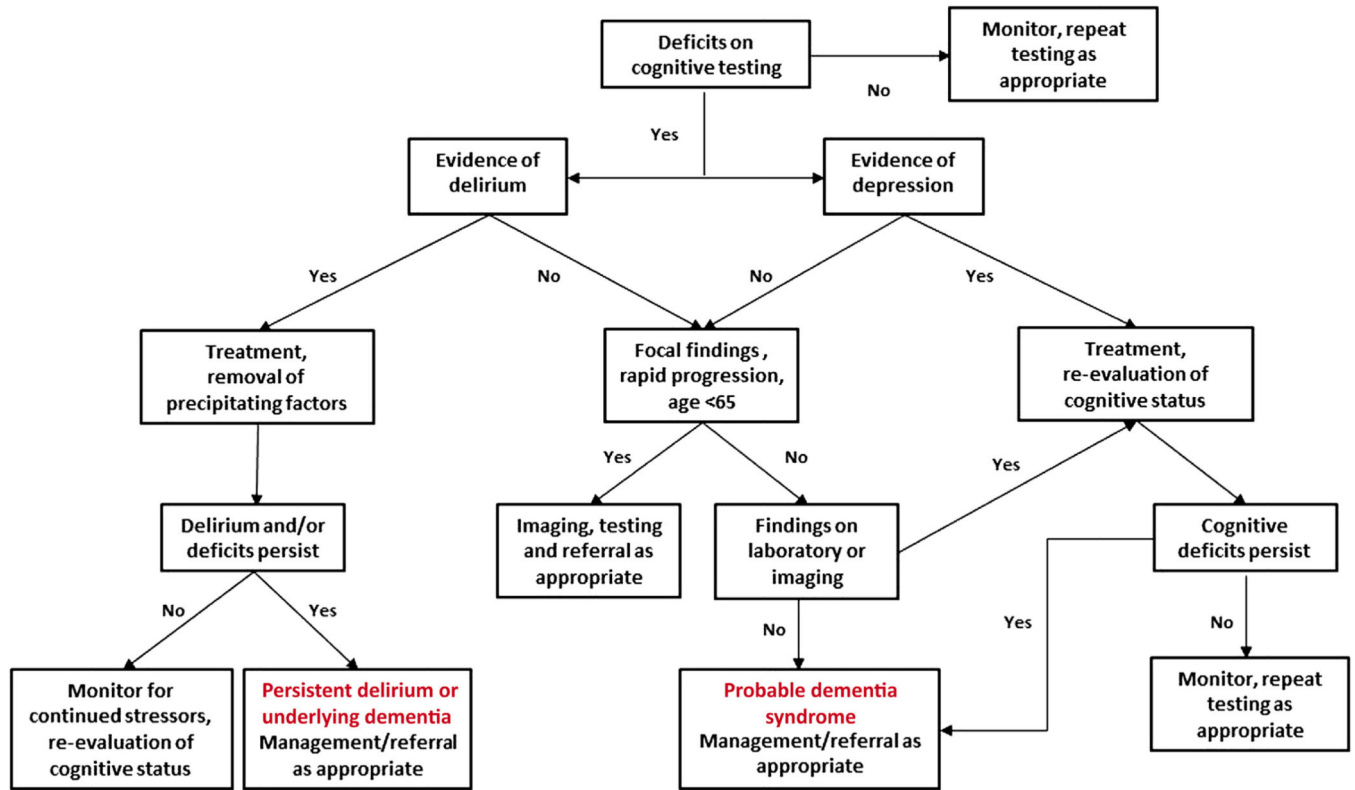 Deficits on
cognitive testing
Monitor, repeat
testing as
appropriate
No
Yes
Evidence of
delirium
Evidence of
depression
Yes
No
No
Yes
Treatment,
removal of
precipitating factors
Focal findings ,
rapid progression,
age <65
Treatment,
re-evaluation of
cognitive status
Yes
No
Yes
Delirium and/or
deficits persist
Imaging, testing
and referral as
appropriate
Findings on
laboratory or
imaging
Cognitive
deficits persist
No
Yes
No
Yes
No
Monitor for
continued stressors,
re-evaluation of
cognitive status
Persistent delirium or
underlying dementia
Management/referral
as appropriate
Probable dementia
syndrome
Management/referral as
appropriate
Monitor, repeat
testing as
appropriate